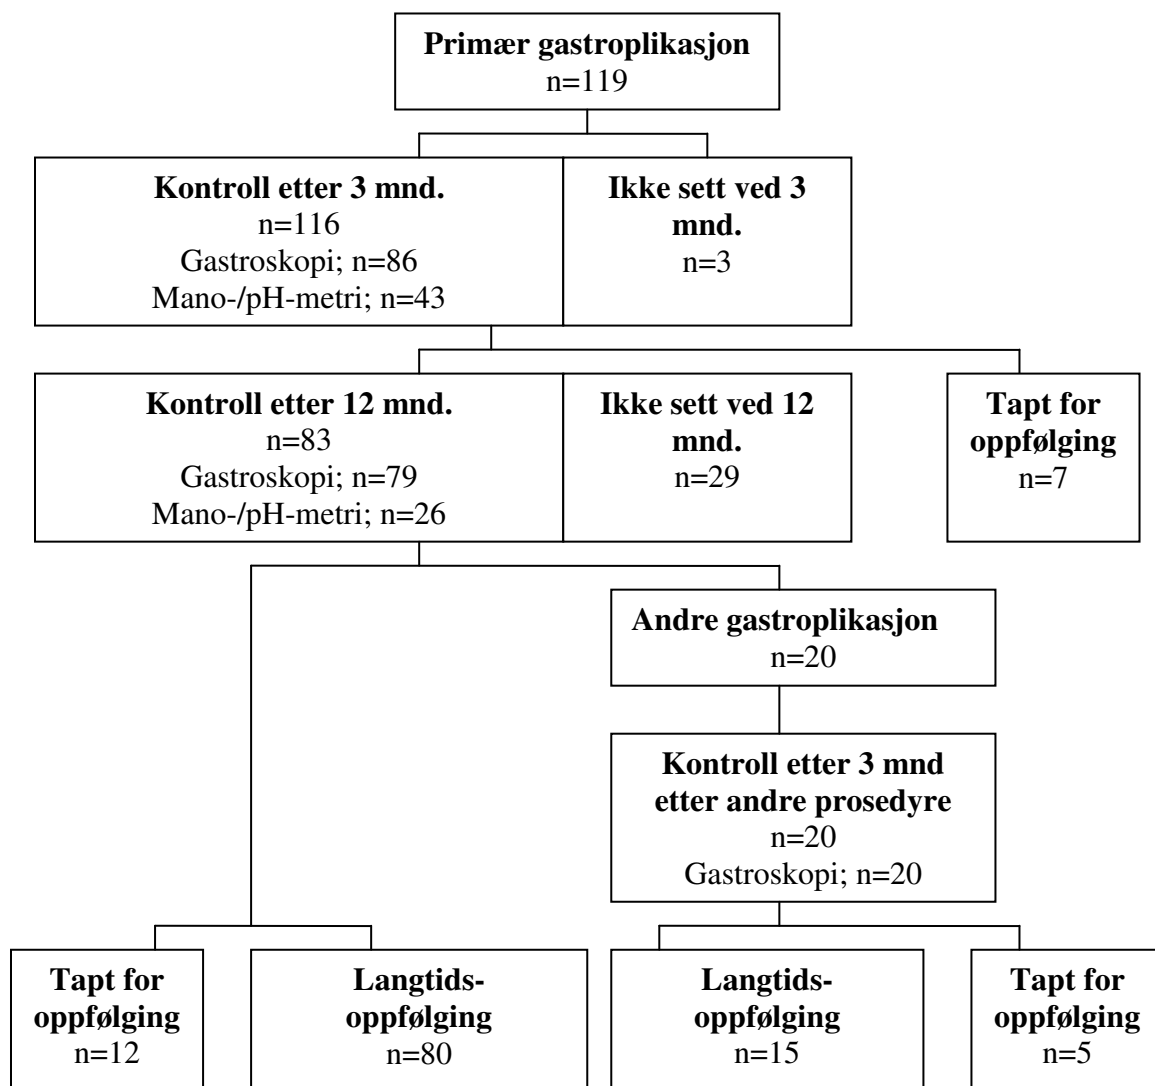 Primær gastroplikasjon
n=119
Kontroll etter 3 mnd.
n=116
Gastroskopi; n=86
Mano-/pH-metri; n=43
Ikke sett ved 3
mnd.
n=3
Kontroll etter 12 mnd.
n=83
Gastroskopi; n=79
Mano-/pH-metri; n=26
Ikke sett ved 12
mnd.
n=29
Tapt for
oppfølging
n=7
Andre gastroplikasjon
n=20
Kontroll etter 3 mnd
etter andre prosedyre
n=20
Gastroskopi; n=20
Tapt for
oppfølging
n=12
Langtids-
oppfølging
n=80
Langtids-
oppfølging
n=15
Tapt for
oppfølging
n=5